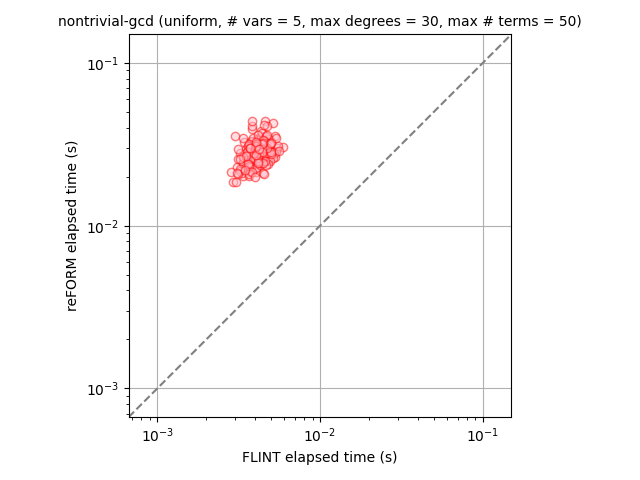 nontrivial-gcd (uniform, # vars = 5, max degrees = 30, max # terms = 50)
10⁻¹
10⁻²
10⁻³
reFORM elapsed time (s)
10⁻³ 10⁻² 10⁻¹
FLINT elapsed time (s)